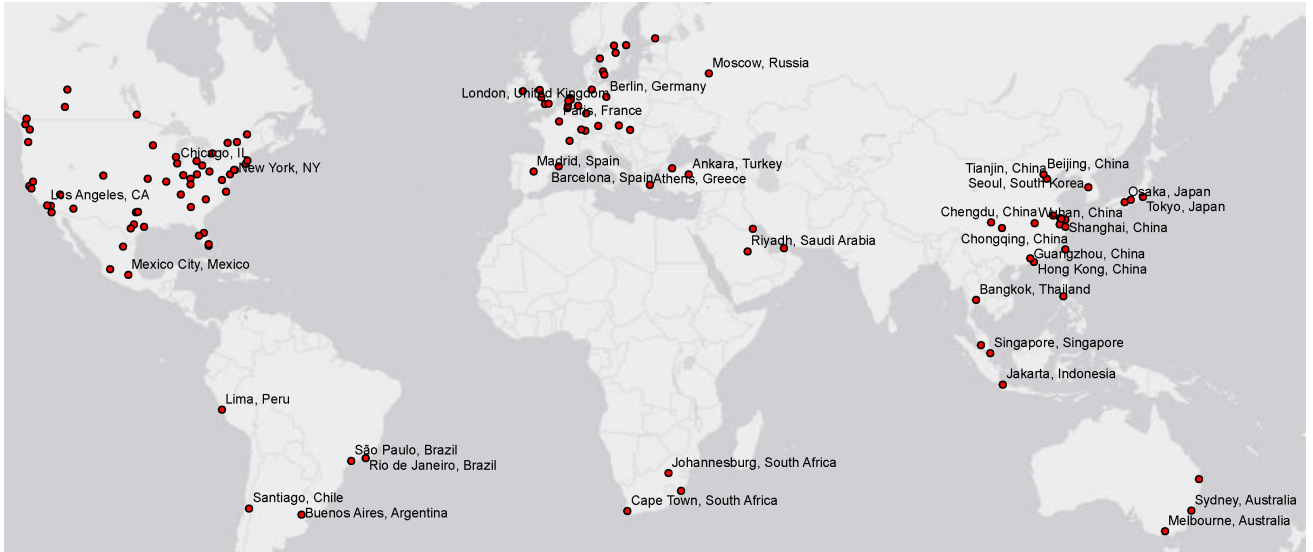 Moscow, Russia
London, United Kingdom
Berlin, Germany
Paris, France
Chicago, IL
New York, NY
Madrid, Spain
Ankara, Turkey
Barcelona, Spain
Athens, Greece
Tianjin, China
Beijing, China
Seoul, South Korea
Los Angeles, CA
Osaka, Japan
Tokyo, Japan
Chengdu, China
Wuhan, China
Shanghai, China
Riyadh, Saudi Arabia
Chongqing, China
Guangzhou, China
Mexico City, Mexico
Hong Kong, China
Bangkok, Thailand
Singapore, Singapore
Jakarta, Indonesia
Lima, Peru
São Paulo, Brazil
Rio de Janeiro, Brazil
Johannesburg, South Africa
Santiago, Chile
Cape Town, South Africa
Sydney, Australia
Buenos Aires, Argentina
Melbourne, Australia